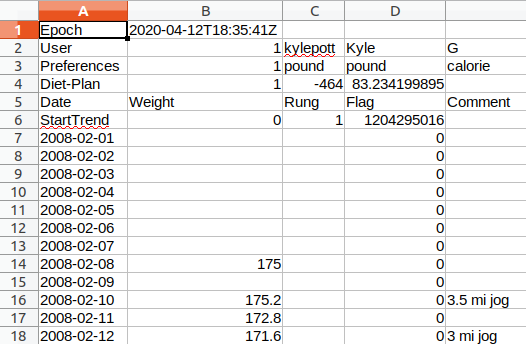 A B C D
1 Epoch 2020-04-12T18:35:41Z
2 User 1 kylepott Kyle G
3 Preferences 1 pound pound calorie
4 Diet-Plan 1 -464 83.234199895
5 Date Weight Rung Flag Comment
6 StartTrend 0 1 1204295016
7 2008-02-01 0
8 2008-02-02 0
9 2008-02-03 0
10 2008-02-04 0
11 2008-02-05 0
12 2008-02-06 0
13 2008-02-07 0
14 2008-02-08 175 0
15 2008-02-09 0
16 2008-02-10 175.2 0 3.5 mi jog
17 2008-02-11 172.8 0
18 2008-02-12 171.6 0 3 mi jog